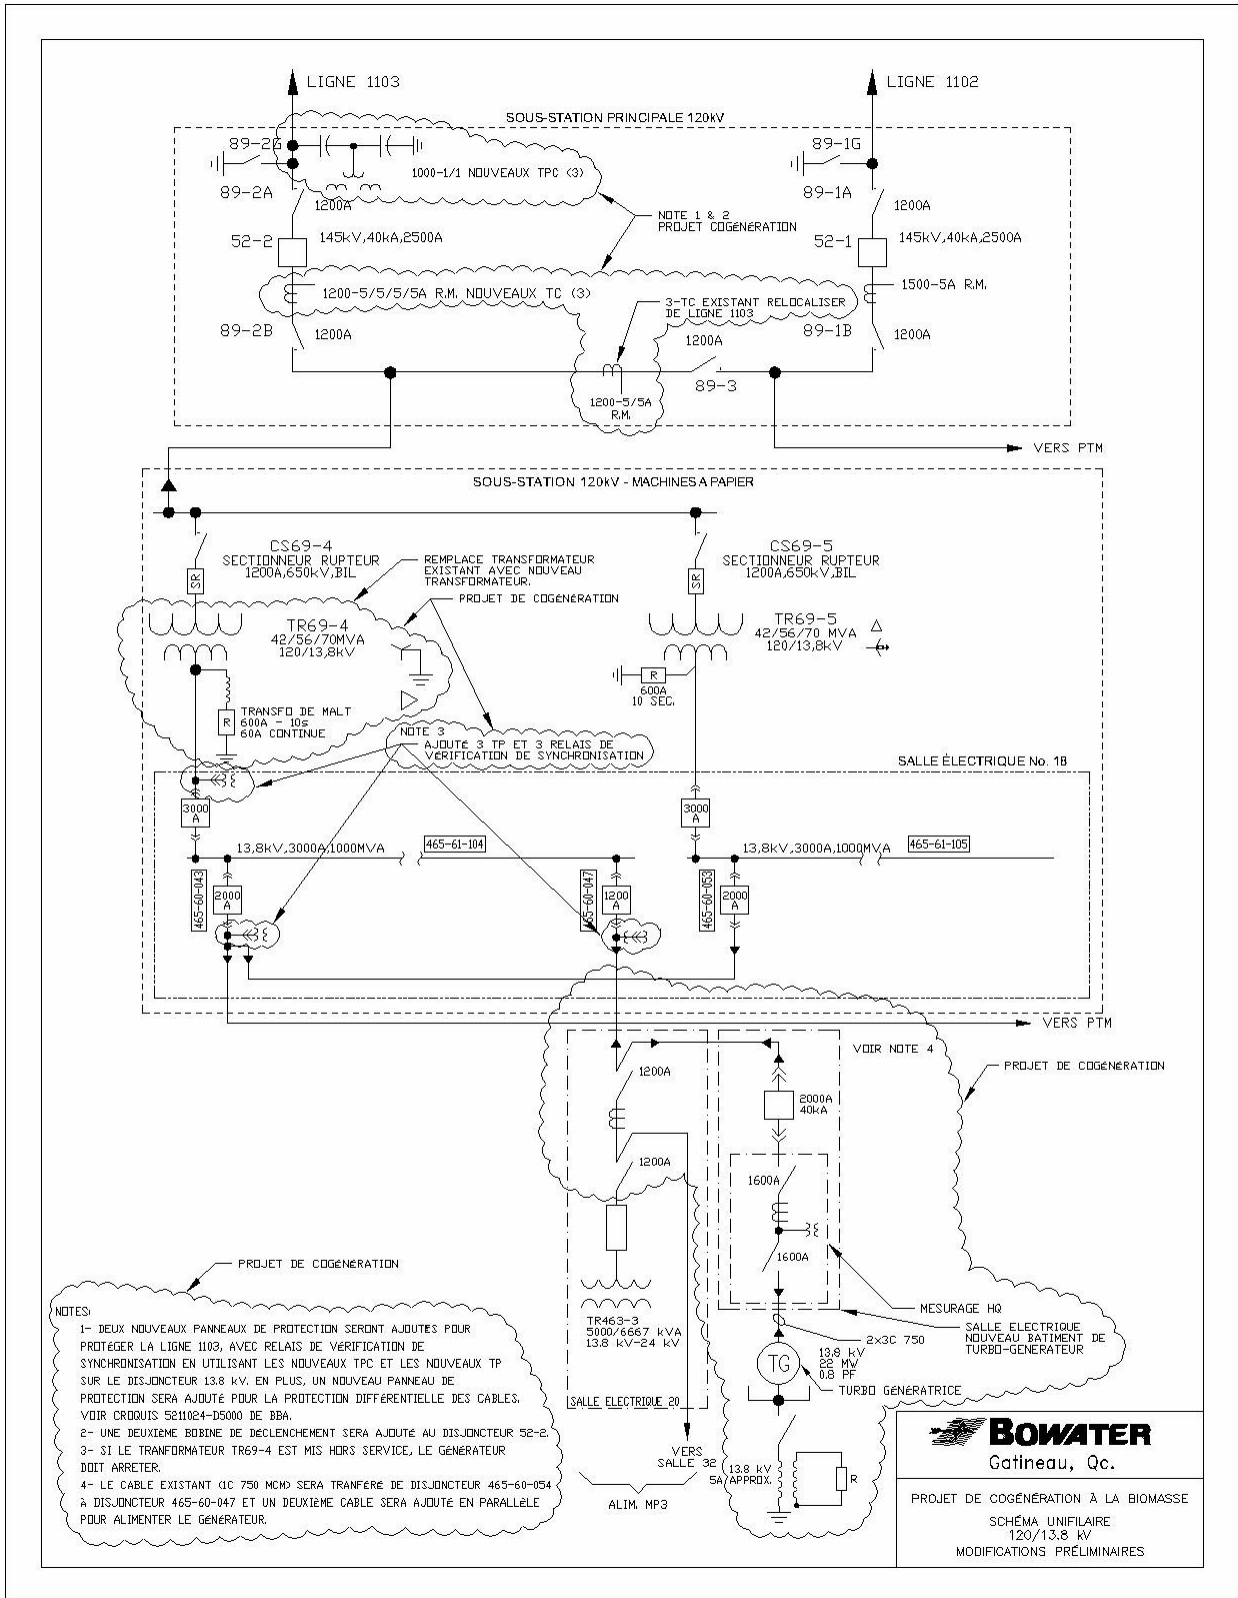 LIGNE 1103
LIGNE 1102
SOUS-STATION PRINCIPALE 120kV
89-2G
89-1G
1000-1/1 NOUVEAUX TPC (3)
89-2A
1200A
89-1A
1200A
NOTE 1 & 2
PROJET COGÉNÉRATION
52-2
145kV,40kA,2500A
52-1
145kV,40kA,2500A
1200-5/5/5/5A R.M. NOUVEAUX TC (3)
1500-5A R.M.
3-TC EXISTANT RELOCALISER
DE LIGNE 1103
89-2B
1200A
1200A
89-1B
1200A
89-3
1200-5/5A
R.M.
VERS PTM
SOUS-STATION 120kV - MACHINES A PAPIER
CS69-4
SECTIONNEUR RUPTEUR
1200A,650kV,BIL
SR
REMPLACE TRANSFORMATEUR
EXISTANT AVEC NOUVEAU
TRANSFORMATEUR.
PROJET DE COGÉNÉRATION
CS69-5
SECTIONNEUR RUPTEUR
1200A,650kV,BIL
SR
TR69-4
42/56/70MVA
120/13,8kV
TR69-5
42/56/70 MVA
120/13,8kV
R
600A
10 SEC.
R
TRANSFO DE MALT
600A - 10s
60A CONTINUE
NOTE 3
AJOUTÉ 3 TP ET 3 RELAIS DE
VÉRIFICATION DE SYNCHRONISATION
SALLE ÉLECTRIQUE No. 18
3000
A
3000
A
13,8kV,3000A,1000MVA
465-61-104
13,8kV,3000A,1000MVA
465-61-105
465-60-043
2000
A
465-60-047
1200
A
465-60-053
2000
A
VERS PTM
VOIR NOTE 4
PROJET DE COGÉNÉRATION
1200A
2000A
40kA
1200A
1600A
1600A
PROJET DE COGÉNÉRATION
MESURAGE HQ
SALLE ELECTRIQUE
NOUVEAU BATIMENT DE
TURBO-GENERATEUR
TR463-3
5000/6667 kVA
13.8 kV-24 kV
2x3C 750
13.8 kV
22 MW
0.8 PF
TG
TURBO GÉNÉRATRICE
SALLE ELECTRIQUE 20
VERS
SALLE 32
13.8 kV
5A APPROX.
R
ALIM. MP3
NOTES:
1- DEUX NOUVEAUX PANNEAUX DE PROTECTION SERONT AJOUTÉS POUR
PROTÉGER LA LIGNE 1103, AVEC RELAIS DE VÉRIFICATION DE
SYNCHRONISATION EN UTILISANT LES NOUVEAUX TPC ET LES NOUVEAUX TP
SUR LE DISJONCTEUR 13.8 kV. EN PLUS, UN NOUVEAU PANNEAU DE
PROTECTION SERA AJOUTÉ POUR LA PROTECTION DIFFÉRENTIELLE DES CABLES.
VOIR CROQUIS 5211024-D5000 DE BBA.
2- UNE DEUXIÈME BOBINE DE DÉCLENCHEMENT SERA AJOUTÉ AU DISJONCTEUR 52-2.
3- SI LE TRANFORMATEUR TR69-4 EST MIS HORS SERVICE, LE GÉNÉRATEUR
DOIT ARRETER.
4- LE CABLE EXISTANT (1C 750 MCM) SERA TRANFÉRÉ DE DISJONCTEUR 465-60-054
à DISJONCTEUR 465-60-047 ET UN DEUXIÈME CABLE SERA AJOUTÉ EN PARALLÈLE
POUR ALIMENTER LE GÉNÉRATEUR.
BOWATER
Gatineau, Qc.
PROJET DE COGÉNÉRATION À LA BIOMASSE
SCHÉMA UNIFILAIRE
120/13.8 kV
MODIFICATIONS PRÉLIMINAIRES